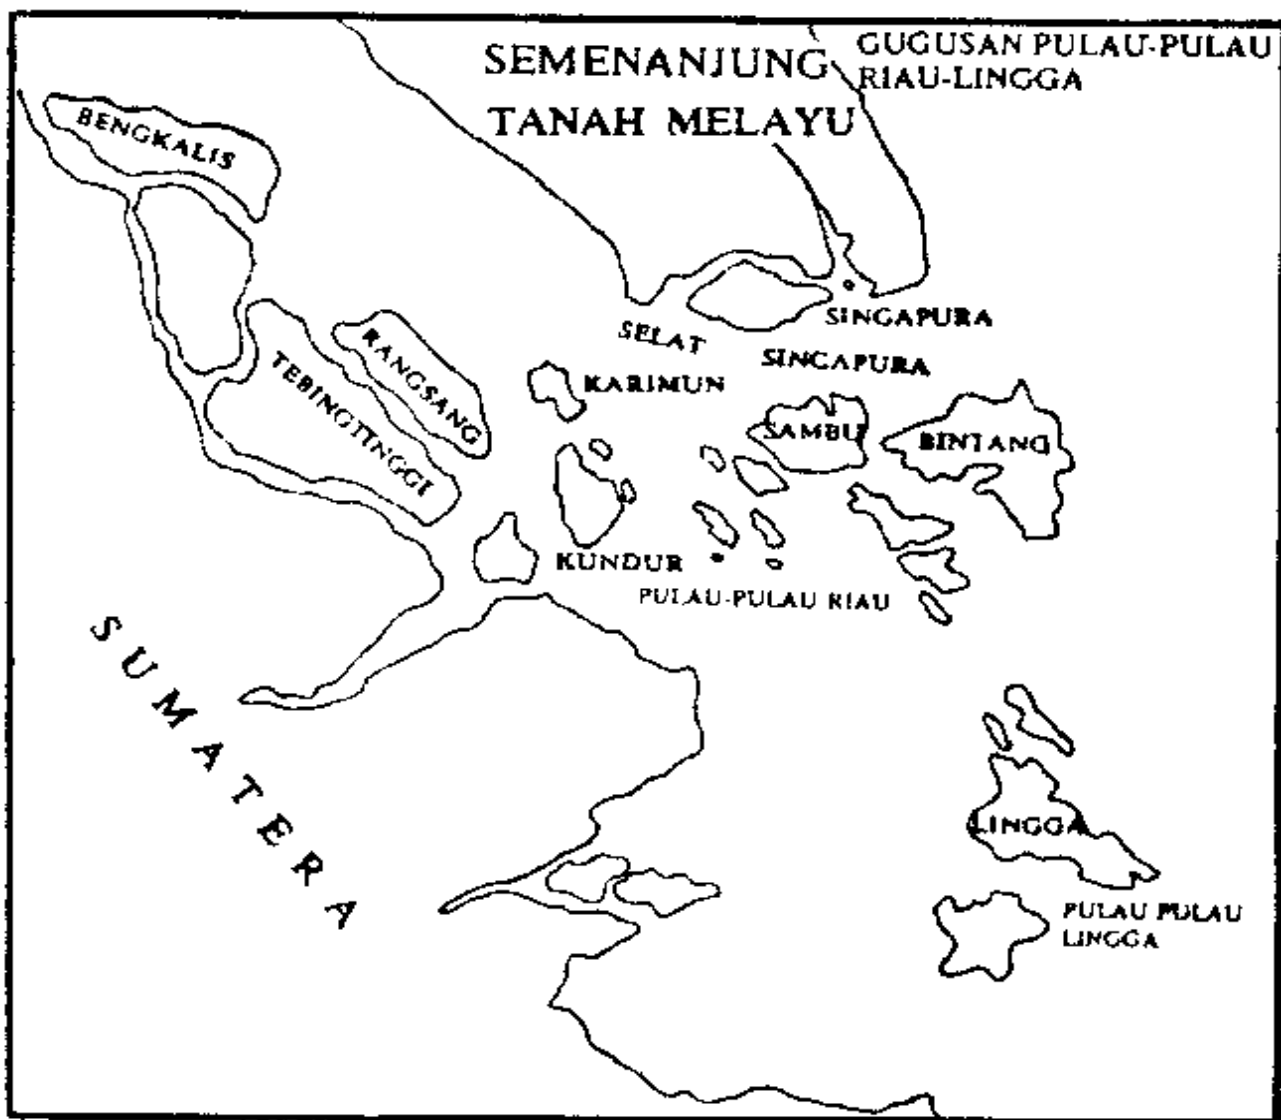 SEMENANJUNG
TANAH MELAYU
GUGUSAN PULAU-PULAU
RIAU-LINGGA
BENGKALIS
SINGAPURA
SELAT
SINGAPURA
TEBINGTINGGI
RANGSANG
KARIMUN
SAMBU
BINTANG
KUNDUR
PULAU-PULAU RIAU
SUMATERA
LINGGA
PULAU PULAU
LINGGA